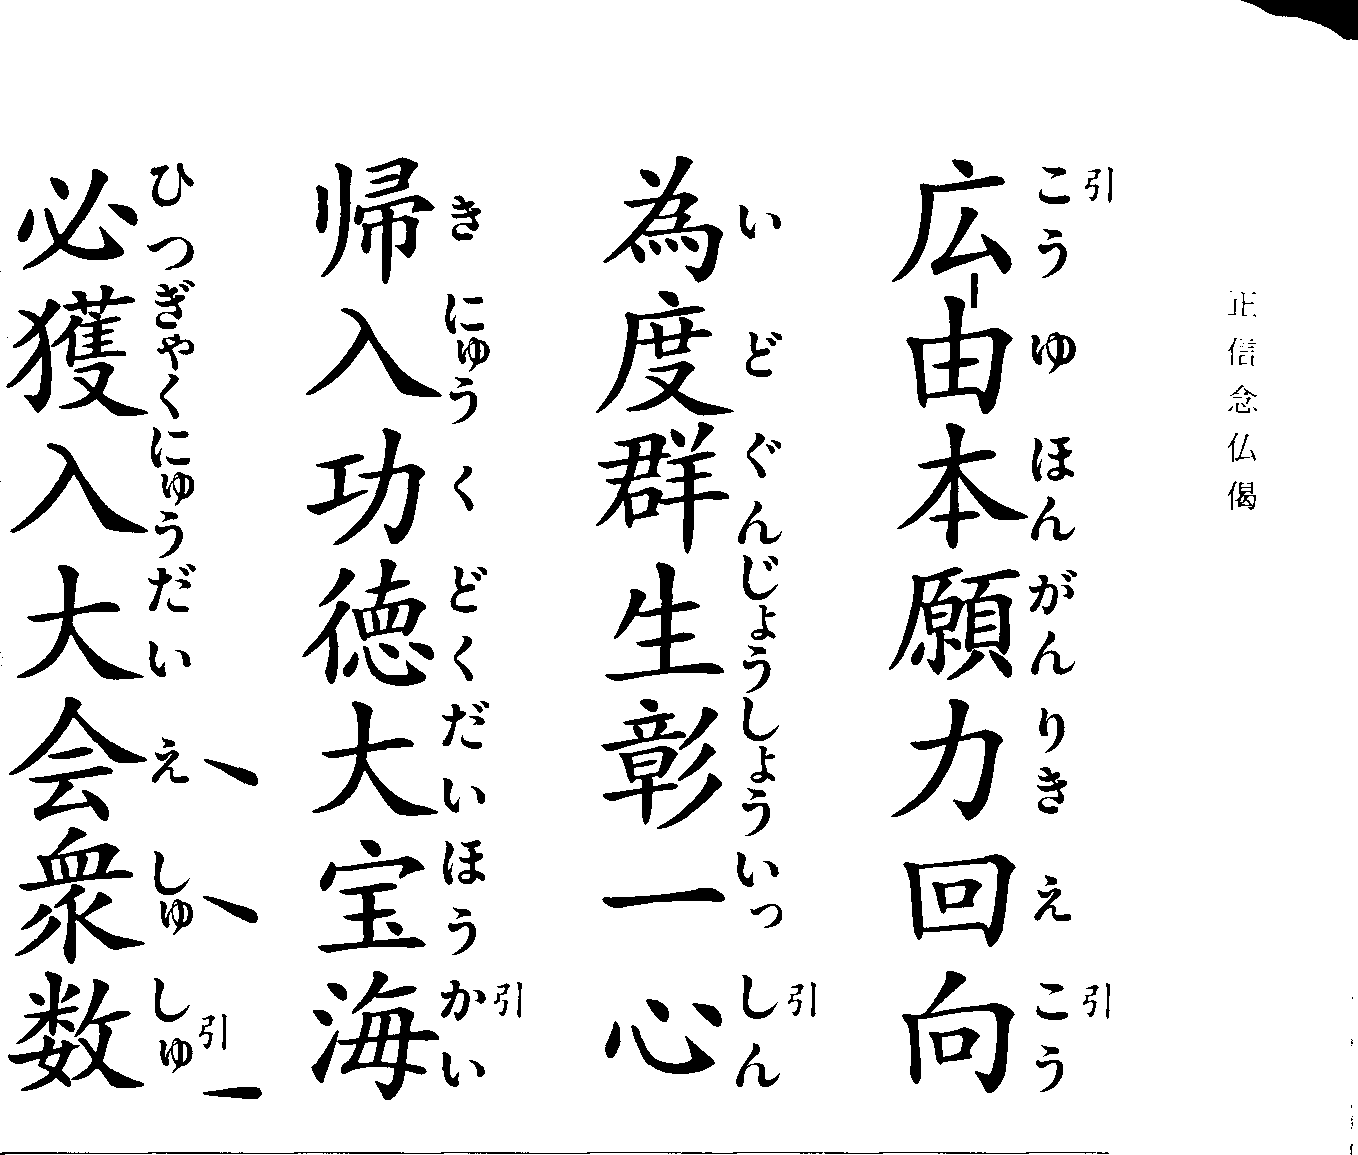 正信念仏偈
広由本願力回向
こうゆほんがんりきえこう
引
引
為度群生彰一心
いどぐんじょうしょういっしん
引
帰入功徳大宝海
きにゅうくどくだいほうかい
引
必獲入大会衆数
ひつぎゃくにゅうだいえしゅしゅ
引